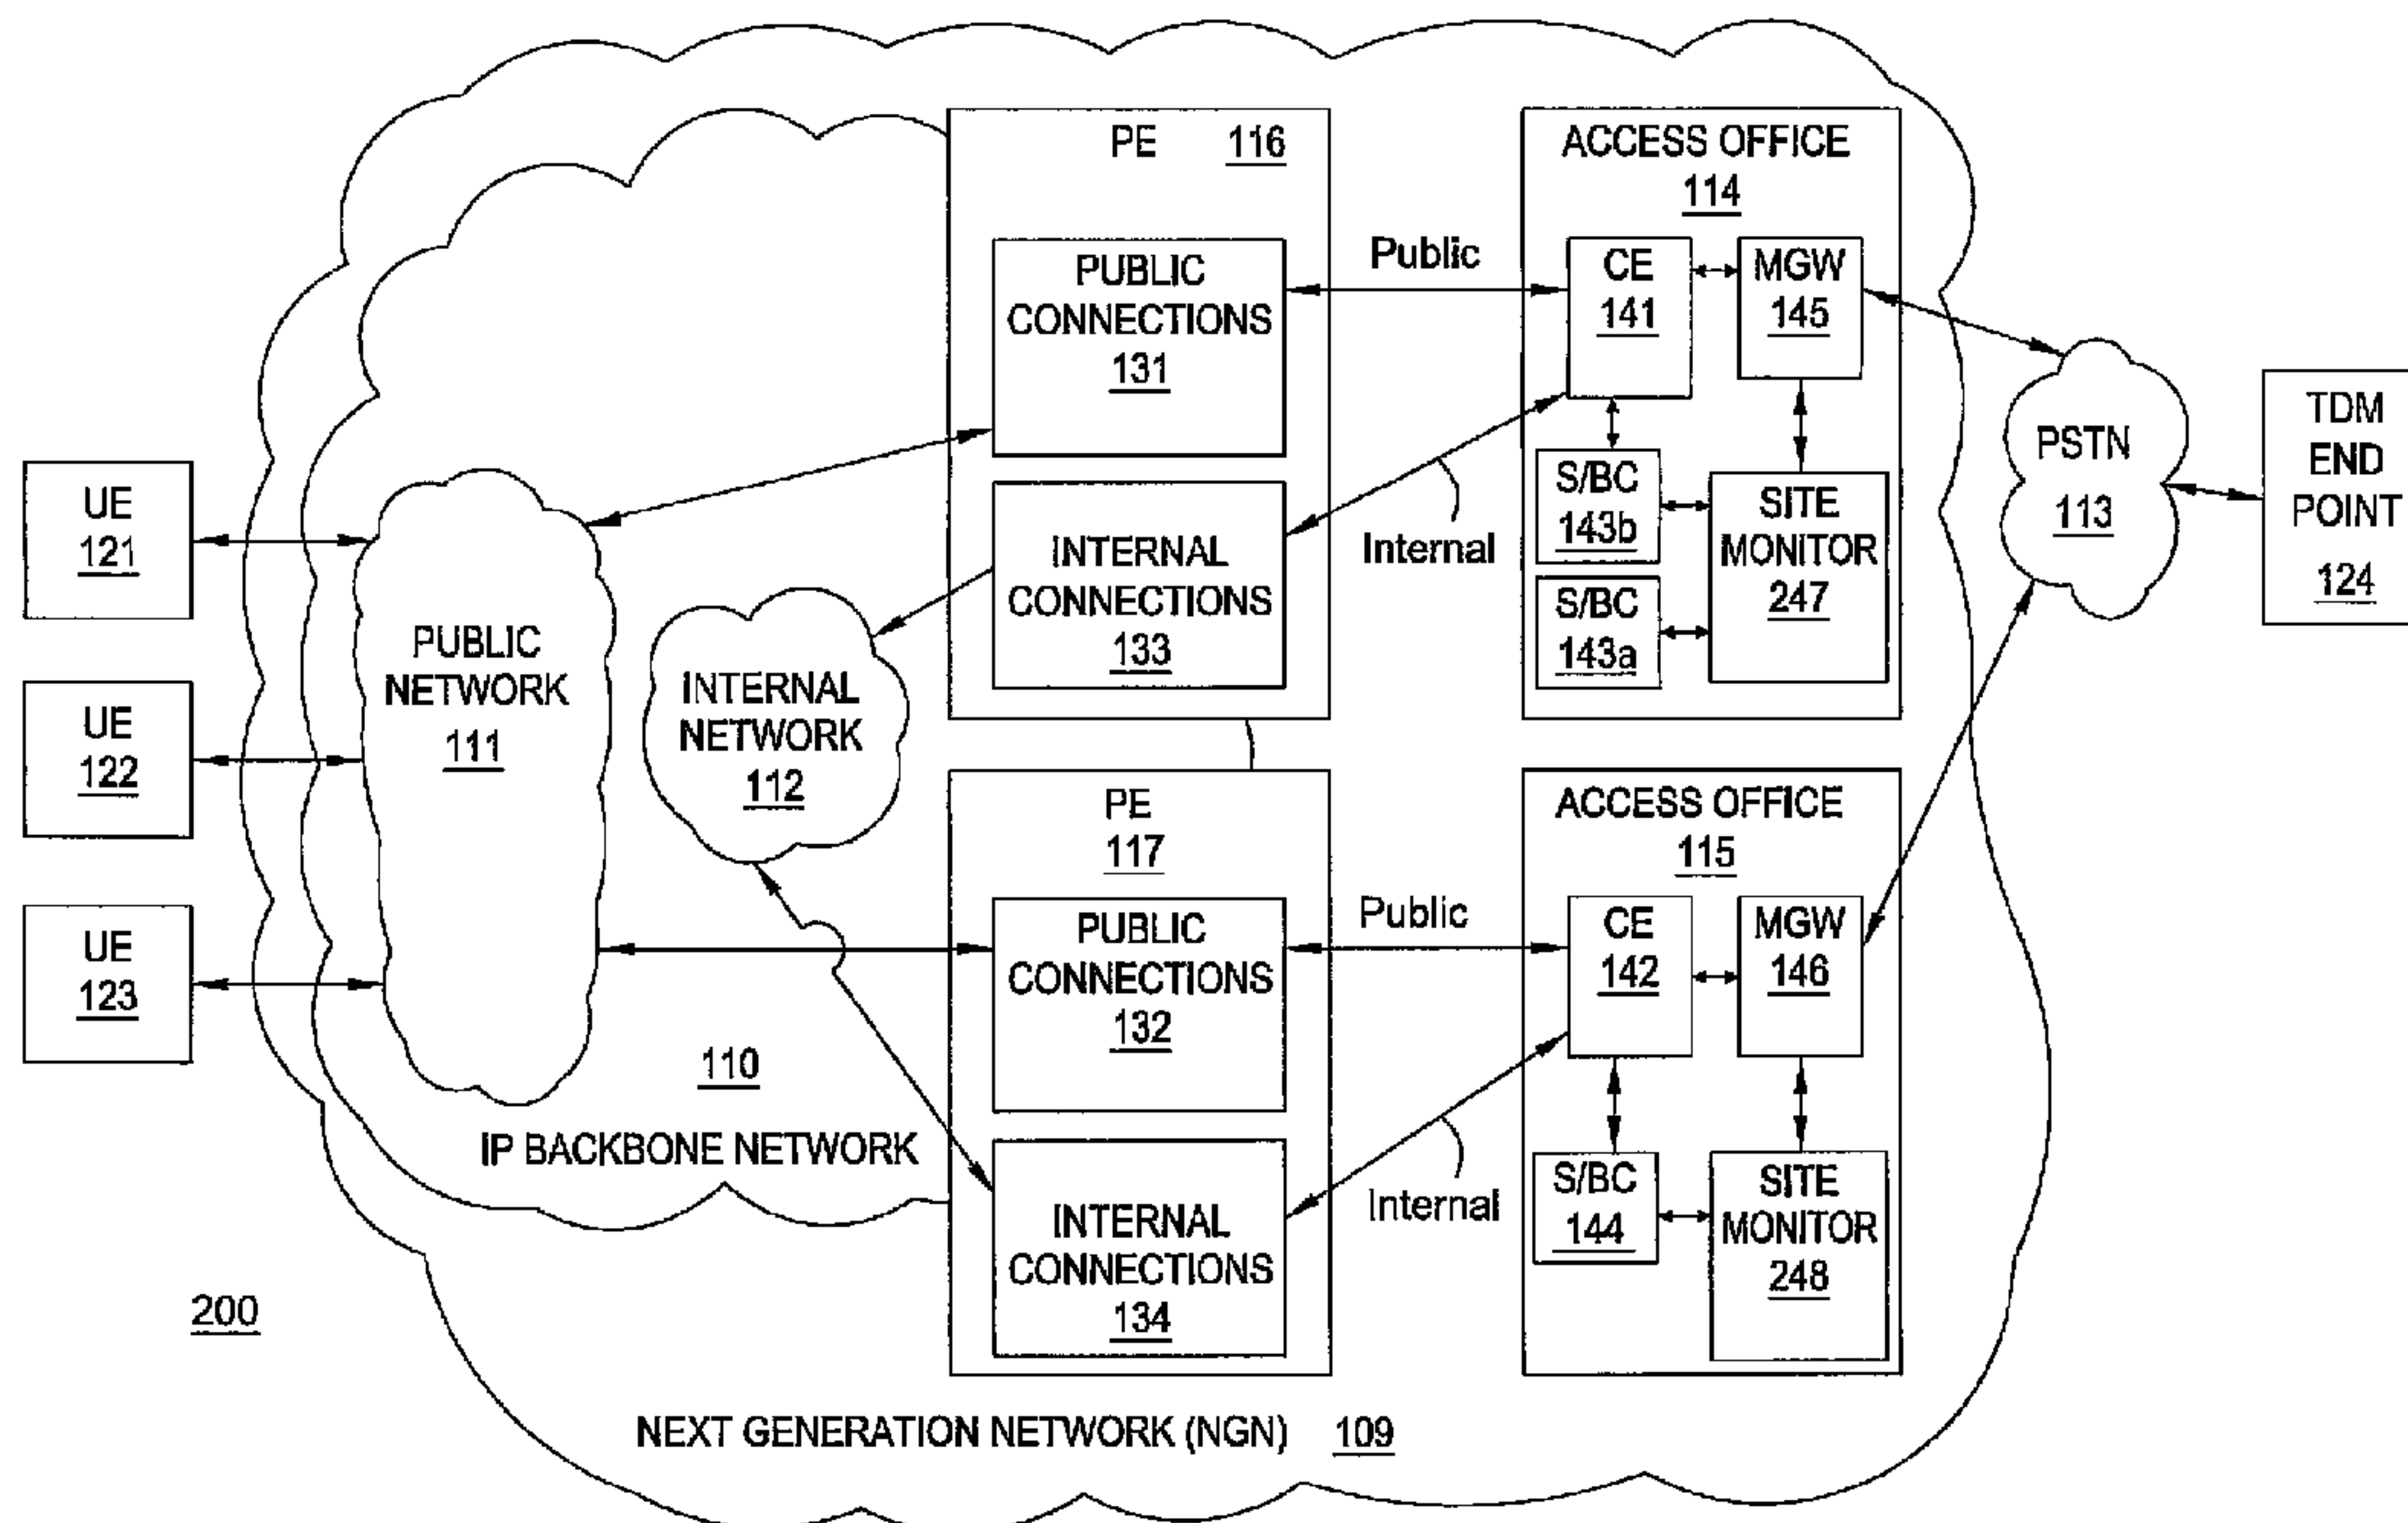 PE 116
PUBLIC
CONNECTIONS
131
INTERNAL
CONNECTIONS
133
Public
Internal
ACCESS OFFICE
114
CE
141
MGW
145
S/BC
143b
S/BC
143a
SITE
MONITOR
247
PSTN
113
TDM
END
POINT
124
UE
121
UE
122
UE
123
PUBLIC
NETWORK
111
INTERNAL
NETWORK
112
110
IP BACKBONE NETWORK
PE
117
PUBLIC
CONNECTIONS
132
INTERNAL
CONNECTIONS
134
Public
Internal
ACCESS OFFICE
115
CE
142
MGW
146
S/BC
144
SITE
MONITOR
248
200
NEXT GENERATION NETWORK (NGN) 109